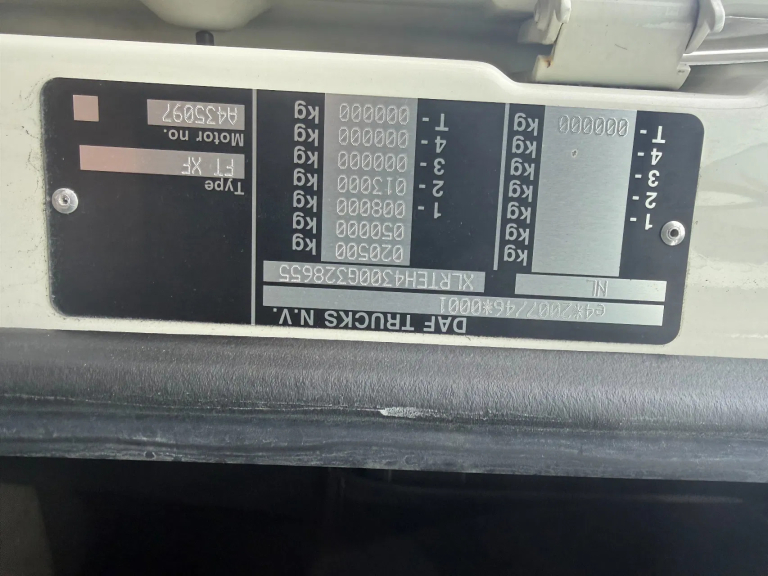 DAF TRUCKS N.V.
e4*2007/46*0001
NL XLRTEH4300G328655
kg 020500 kg
kg 050000 kg
1 - kg 1 - 008000 kg
2 - kg 2 - 013000 kg Type FT XF
3 - kg 3 - 000000 kg
4 - 4 - 000000 kg Motor no.
T - 000000 kg T - 000000 kg A435097